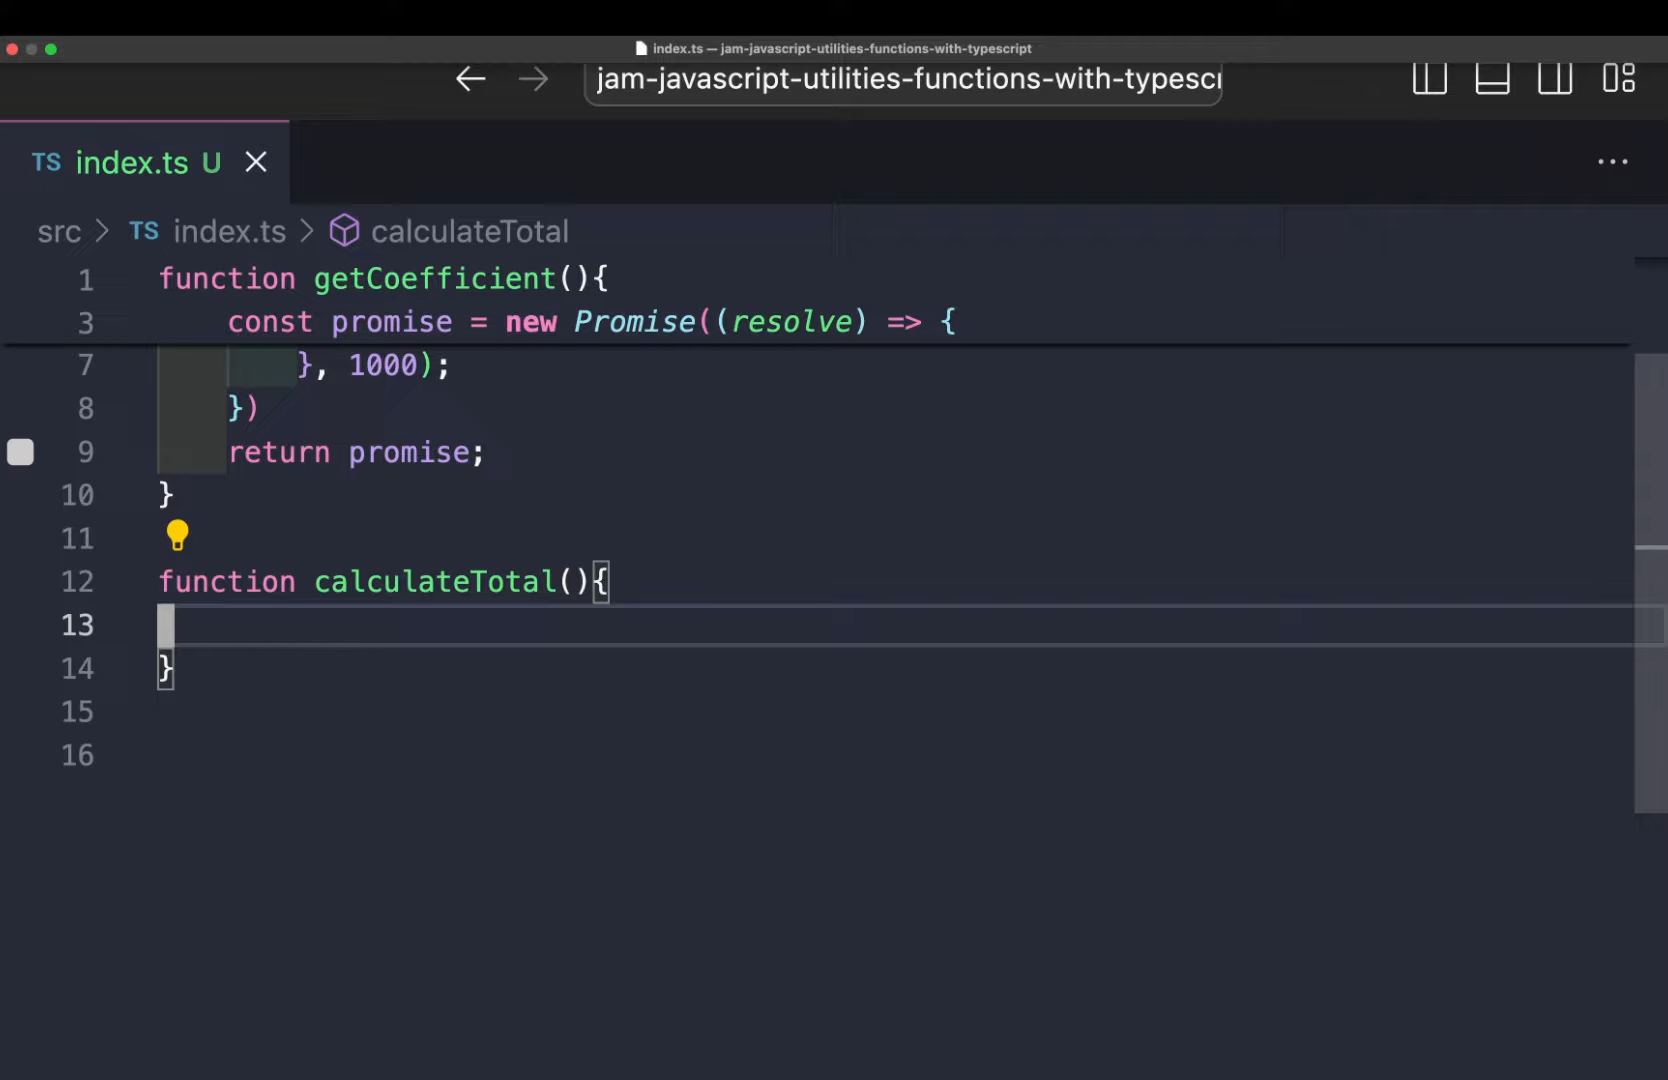 index.ts — jam-javascript-utilities-functions-with-typescript
jam-javascript-utilities-functions-with-typescr
TS index.ts U
src > TS index.ts > calculateTotal
1 function getCoefficient(){
3 const promise = new Promise((resolve) => {
7 }, 1000);
8 })
9 return promise;
10 }
11
12 function calculateTotal(){
13
14 }
15
16